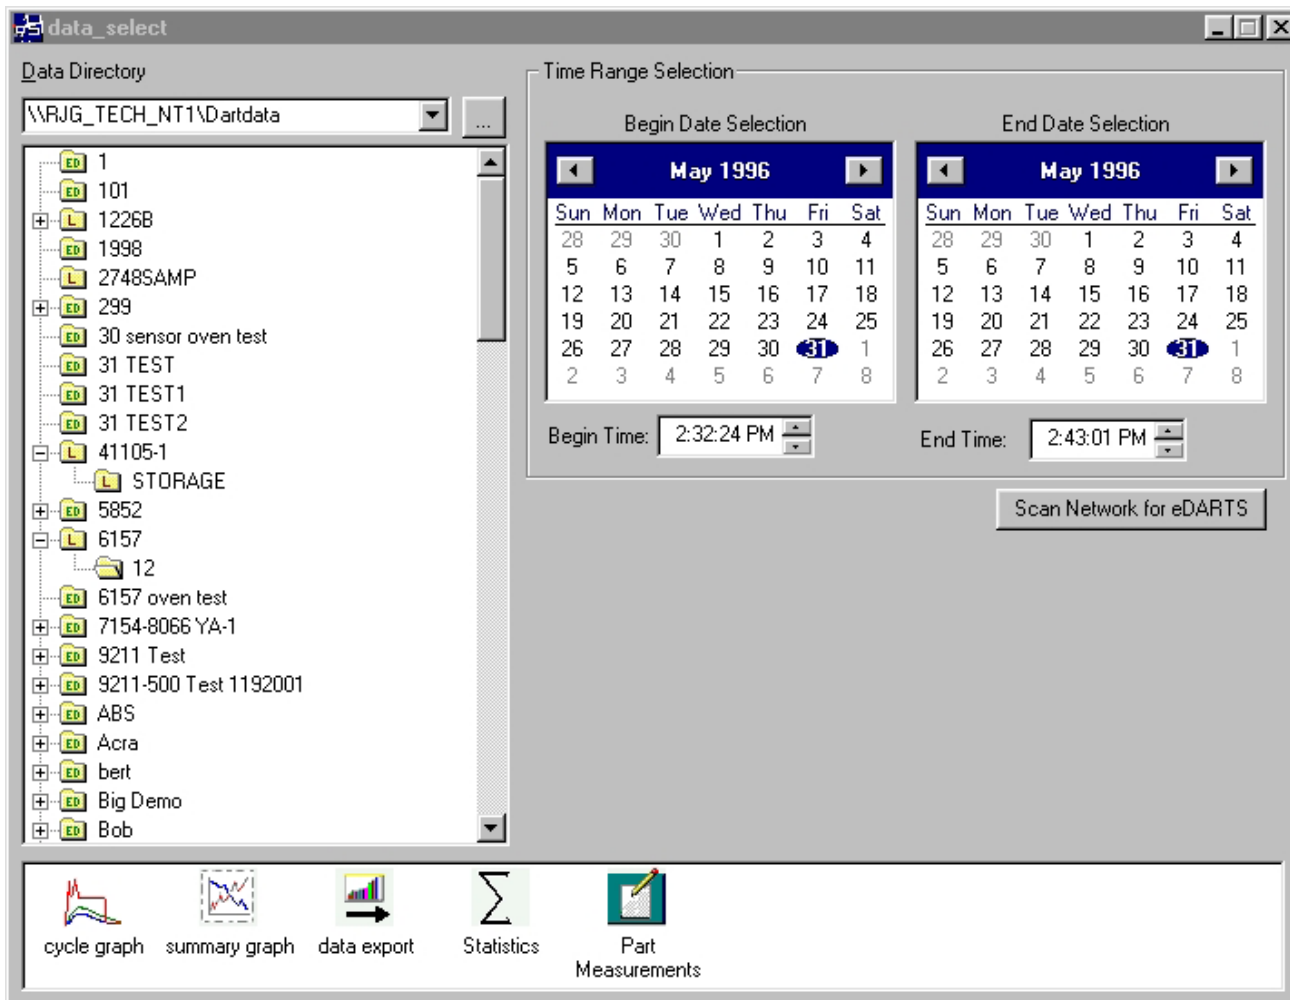 data_select
Data Directory
\\RJG_TECH_NT1\Dartdata
...
1
101
1226B
1998
2748SAMP
299
30 sensor oven test
31 TEST
31 TEST1
31 TEST2
41105-1
STORAGE
5852
6157
12
6157 oven test
7154-8066 YA-1
9211 Test
9211-500 Test 1192001
ABS
Acra
bert
Big Demo
Bob
Time Range Selection
Begin Date Selection
May 1996
Sun Mon Tue Wed Thu Fri Sat
28 29 30 1 2 3 4
5 6 7 8 9 10 11
12 13 14 15 16 17 18
19 20 21 22 23 24 25
26 27 28 29 30 31 1
2 3 4 5 6 7 8
Begin Time: 2:32:24 PM
End Date Selection
May 1996
Sun Mon Tue Wed Thu Fri Sat
28 29 30 1 2 3 4
5 6 7 8 9 10 11
12 13 14 15 16 17 18
19 20 21 22 23 24 25
26 27 28 29 30 31 1
2 3 4 5 6 7 8
End Time: 2:43:01 PM
Scan Network for eDARTS
cycle graph
summary graph
data export
Statistics
Part
Measurements